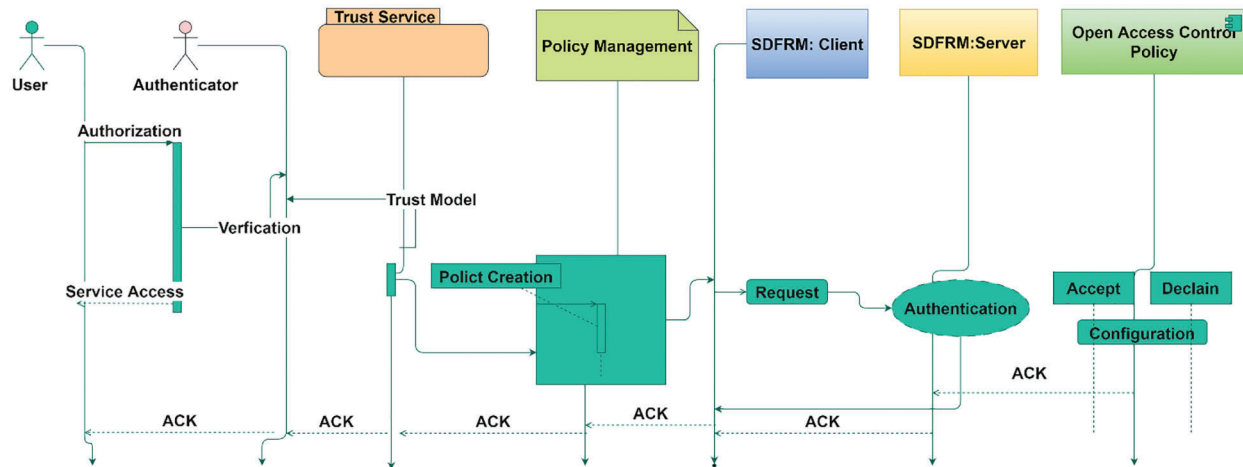 Trust Service
Policy Management
SDFRM: Client
SDFRM:Server
Open Access Control
Policy
User
Authenticator
Authorization
Trust Model
Verfication
Polict Creation
Service Access
Request
Authentication
Accept
Declain
Configuration
ACK
ACK
ACK
ACK
ACK
ACK